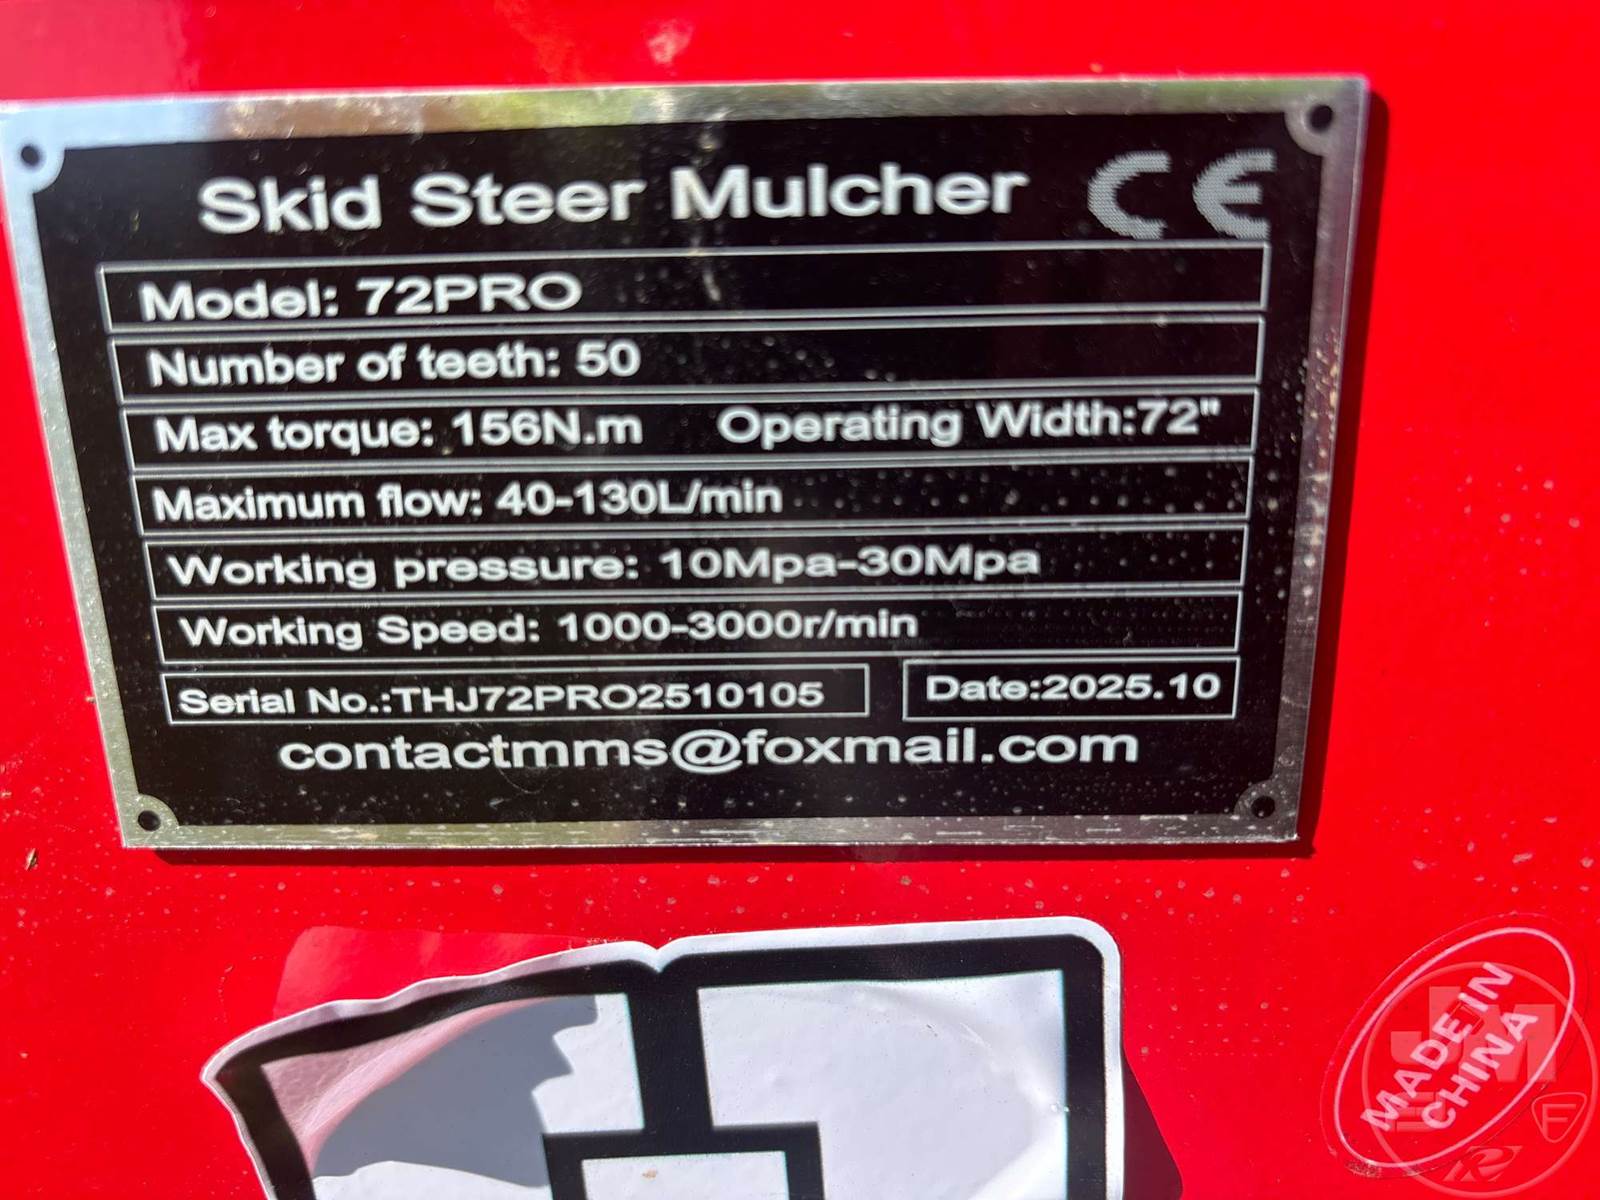 Skid Steer Mulcher CE
Model: 72PRO
Number of teeth: 50
Max torque: 156N.m Operating Width:72"
Maximum flow: 40-130L/min
Working pressure: 10Mpa-30Mpa
Working Speed: 1000-3000r/min
Serial No.:THJ72PRO2510105 Date:2025.10
contactmms@foxmail.com
MADE IN
CHINA